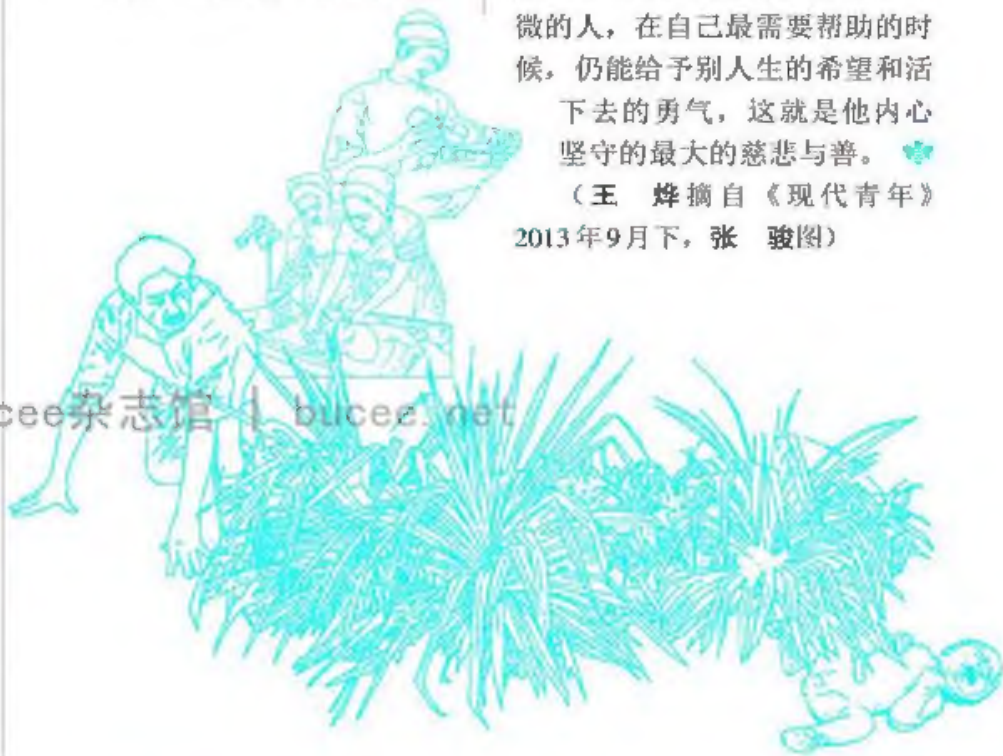 微的人，在自己最需要帮助的时
候，仍能给予别人生的希望和活
下去的勇气，这就是他内心
坚守的最大的慈悲与善。
（王　烨摘自《现代青年》
2013年9月下，张　骏图）
cee杂志馆 | bucee.net